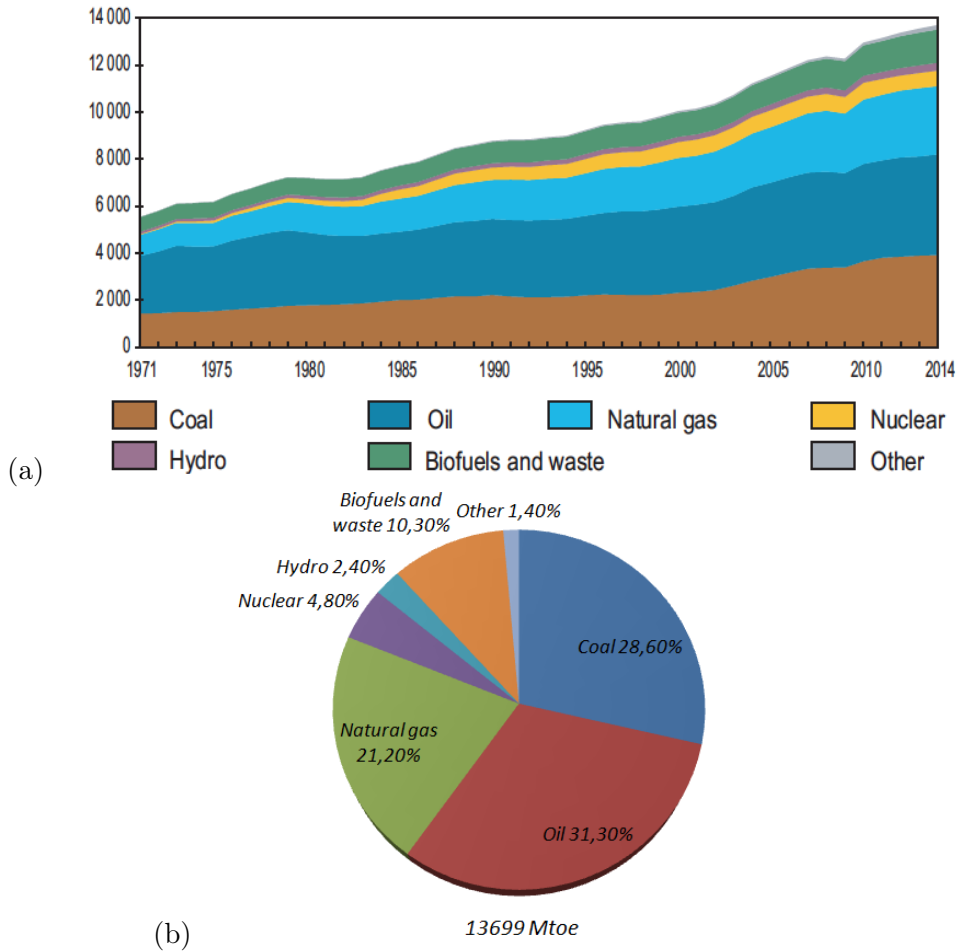 14 000
12 000
10 000
8 000
6 000
4 000
2 000
0
1971 1975 1980 1985 1990 1995 2000 2005 2010 2014
Coal Oil Natural gas Nuclear
Hydro Biofuels and waste Other
(a)
Biofuels and
waste 10,30%
Other 1,40%
Hydro 2,40%
Nuclear 4,80%
Coal 28,60%
Natural gas
21,20%
Oil 31,30%
13699 Mtoe
(b)